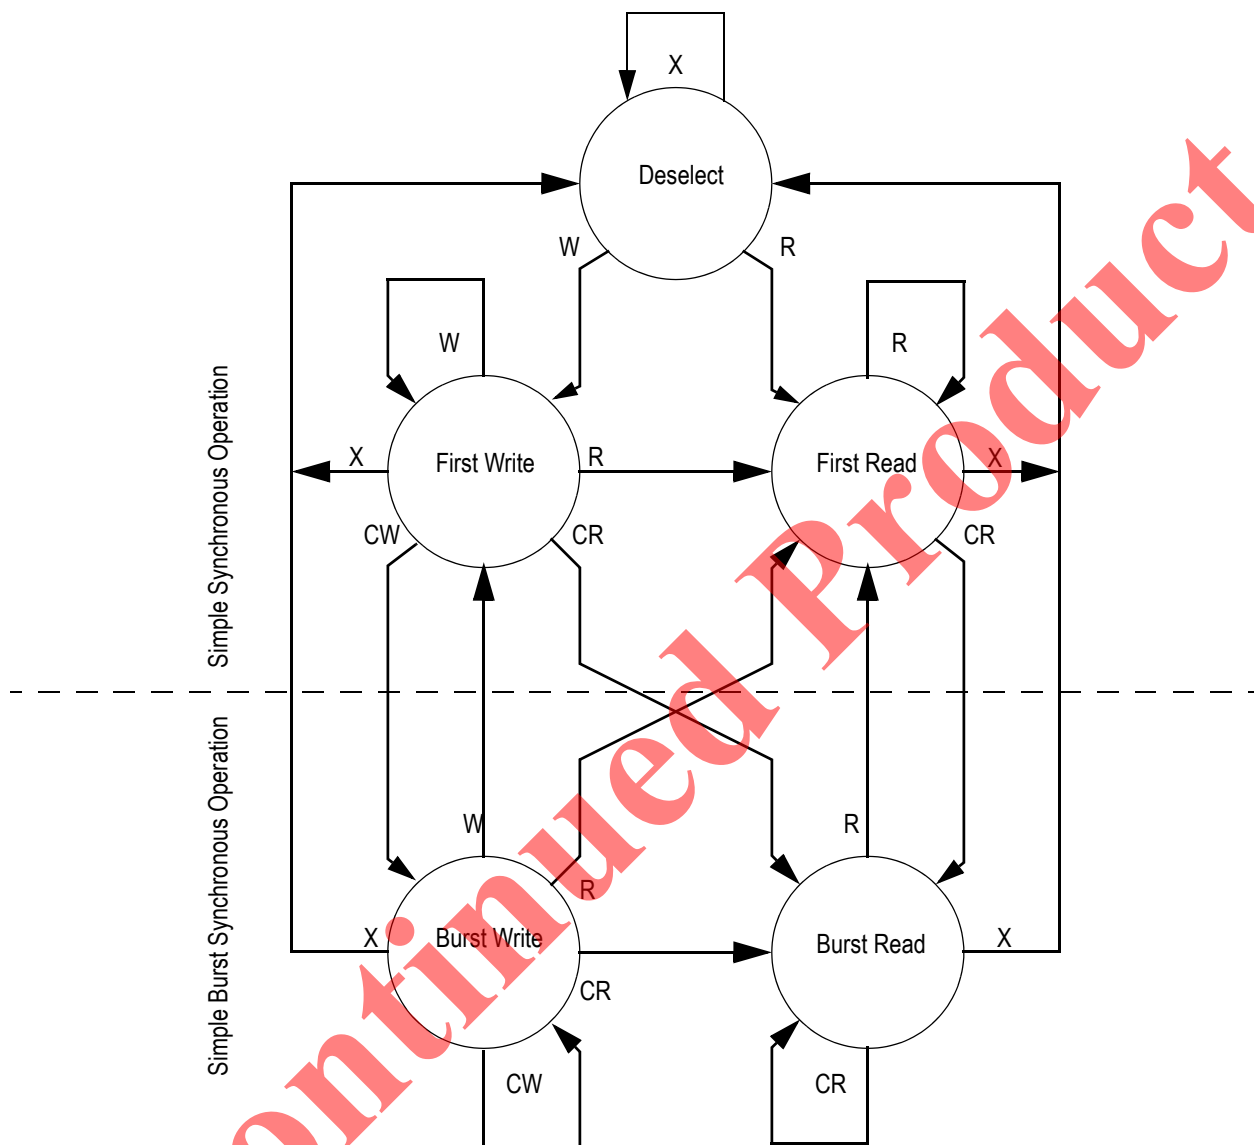 X
Deselect
W
R
W
R
X
First Write
R
First Read
X
CW
CR
CR
Simple Synchronous Operation
Simple Burst Synchronous Operation
W
R
R
X
Burst Write
Burst Read
X
CR
CW
CR
ontinued Product